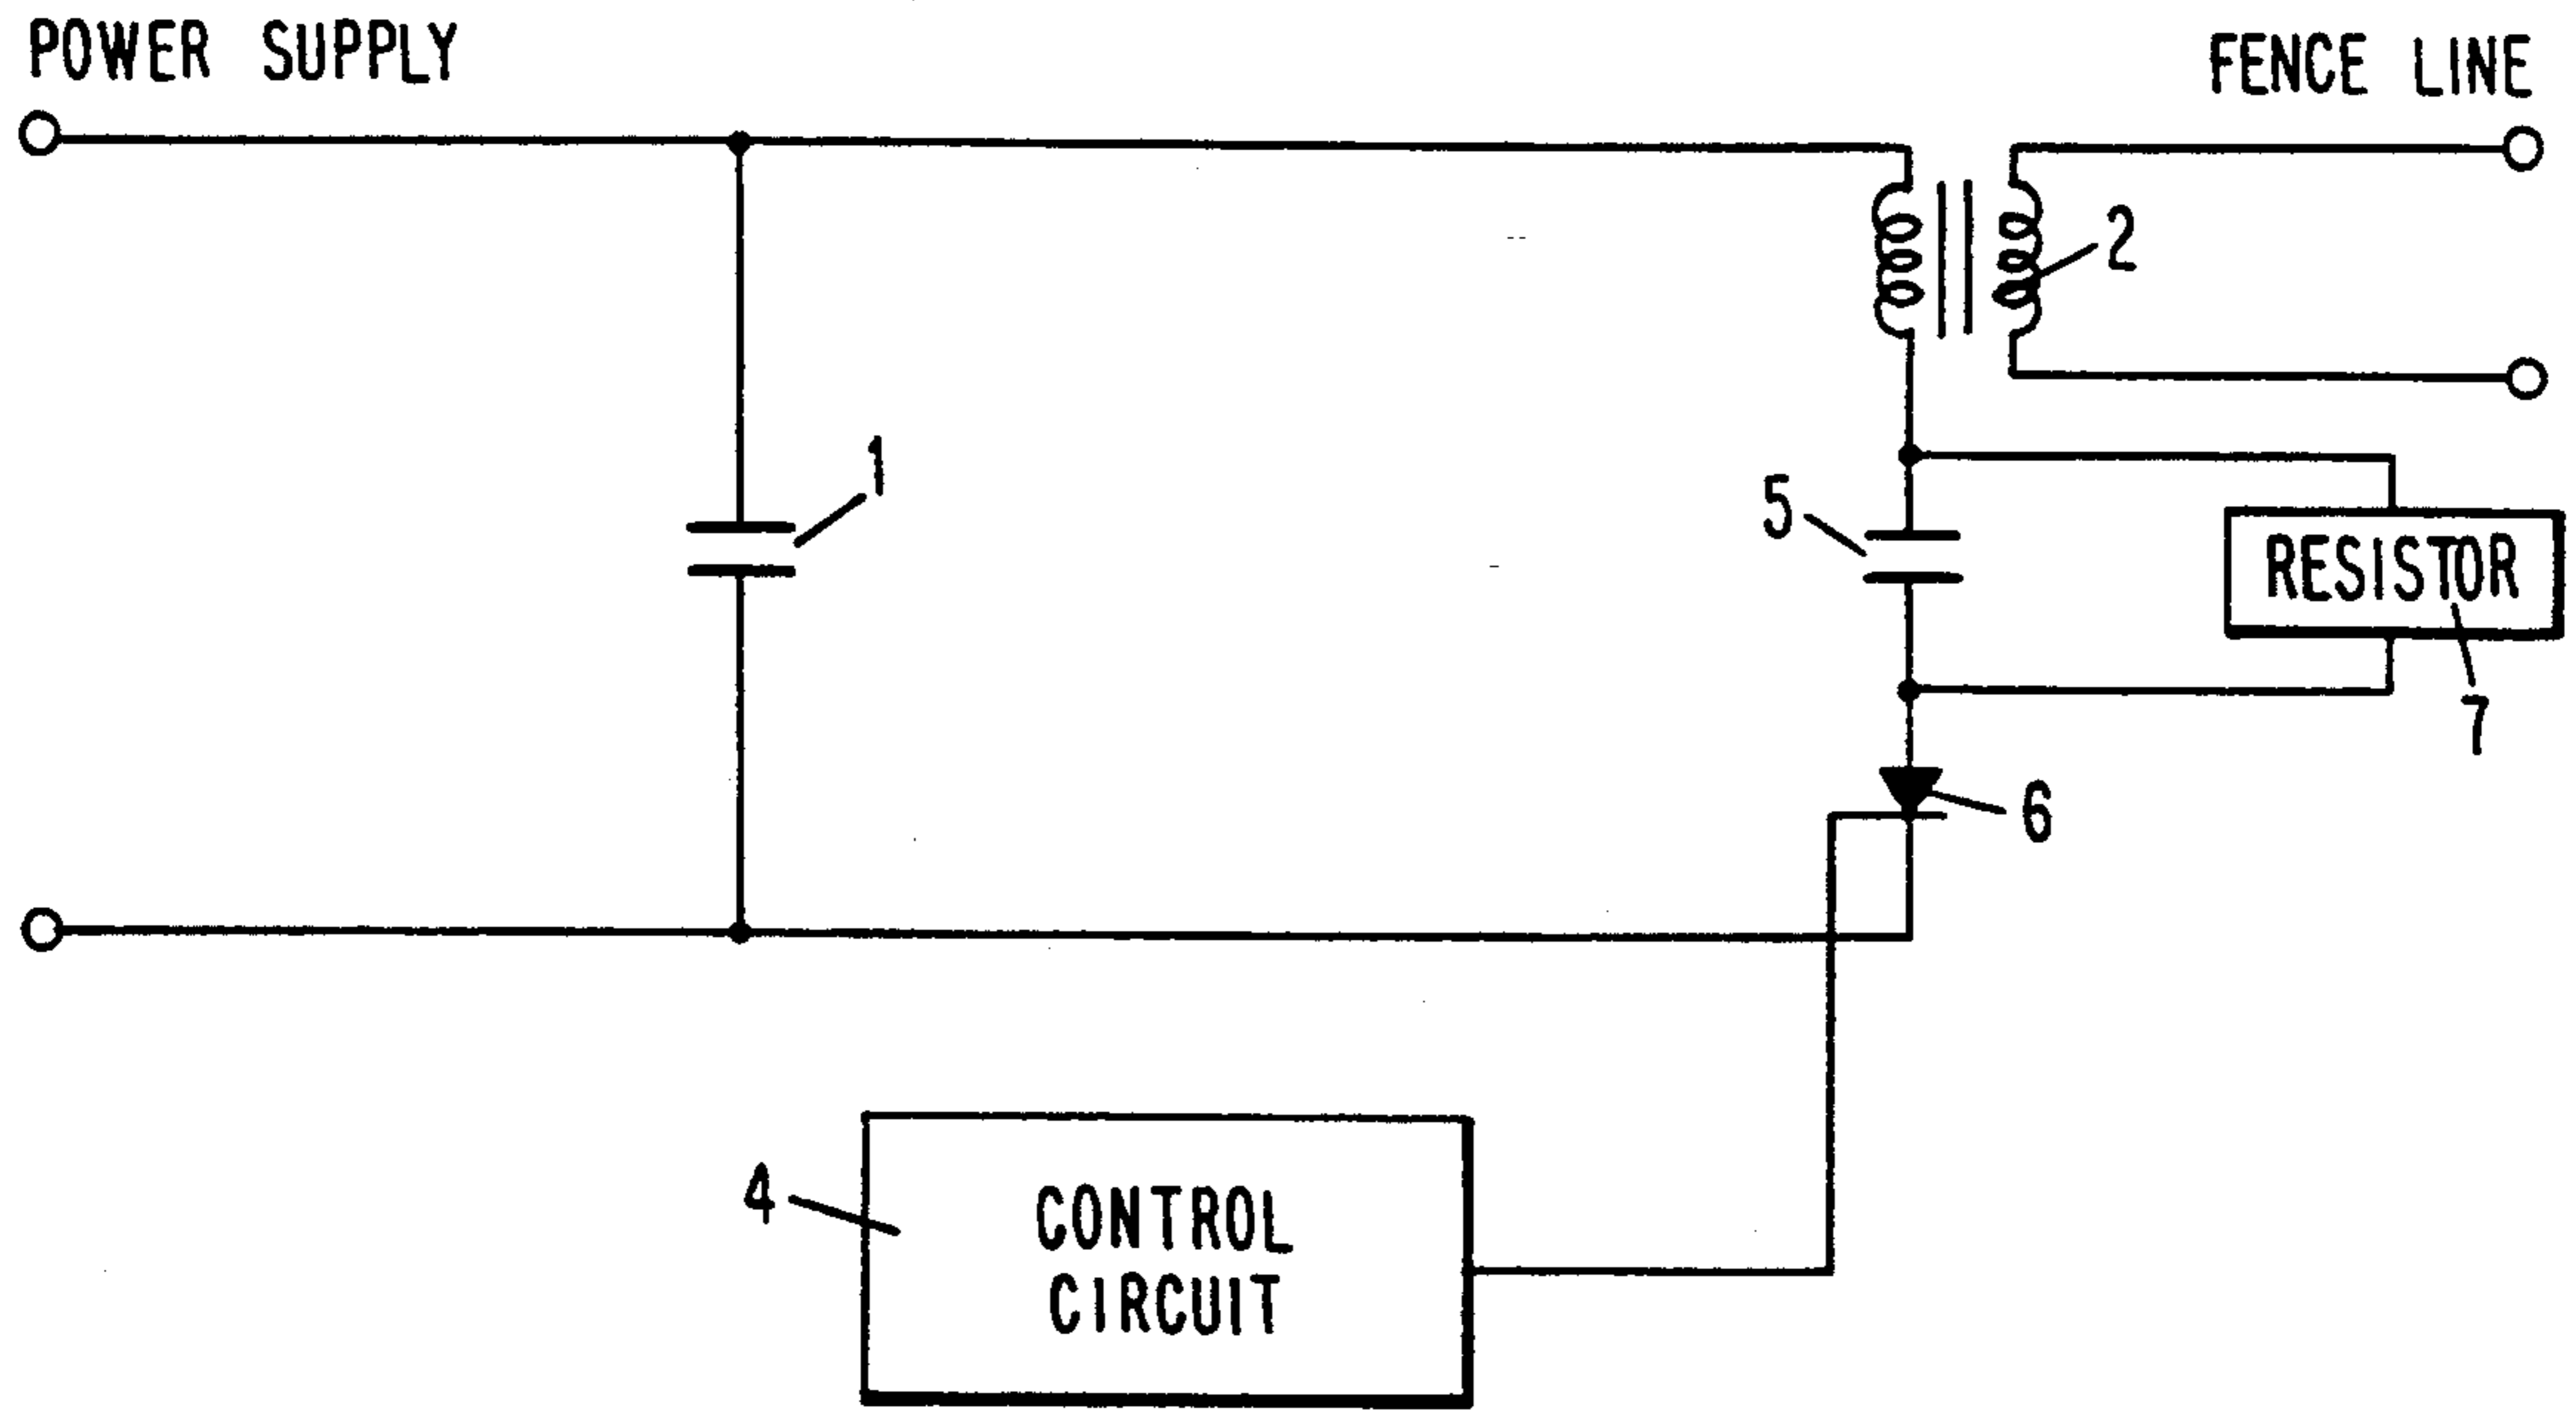 POWER SUPPLY
FENCE LINE
2
1
5
RESISTOR
7
6
4
CONTROL
CIRCUIT